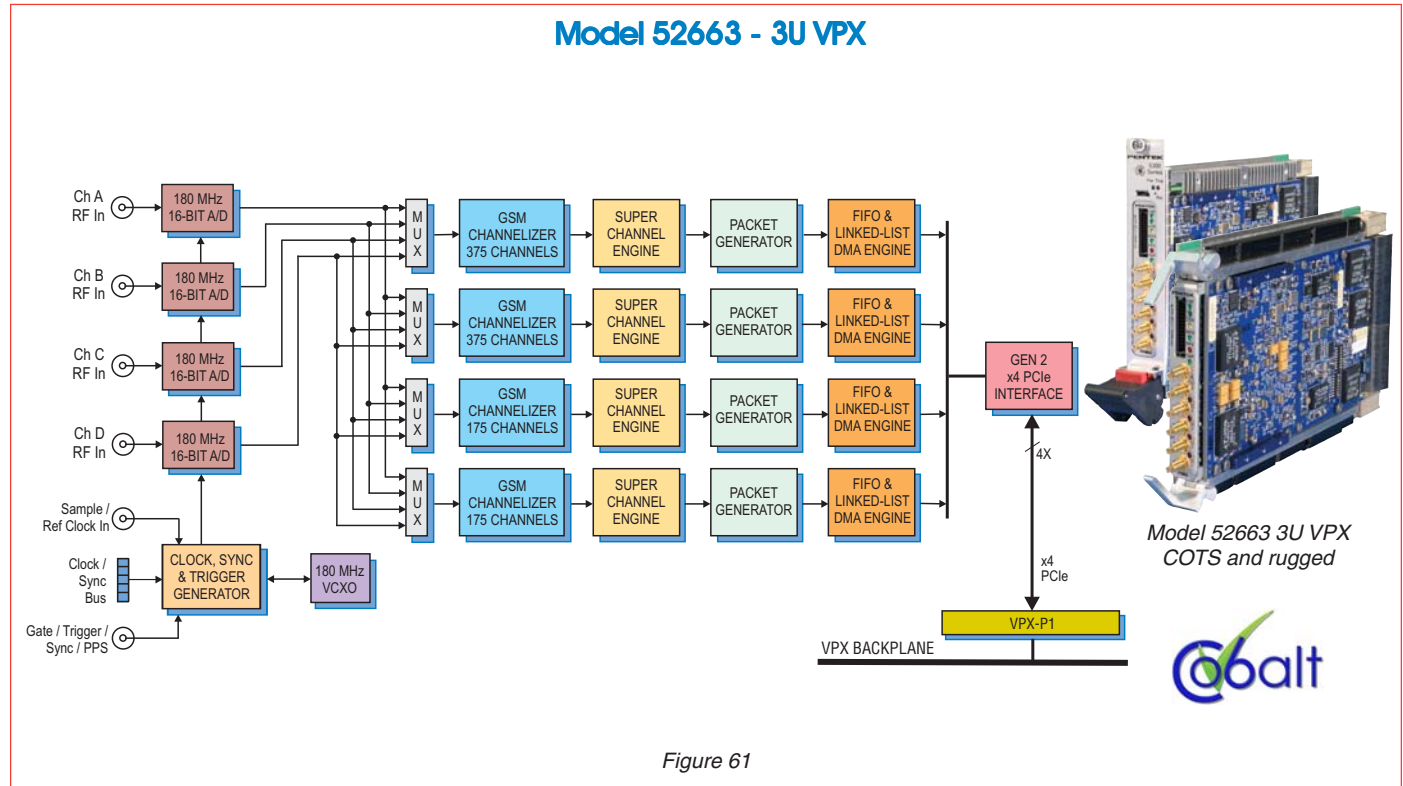 Model 52663 - 3U VPX
Ch A
RF In
180 MHz
16-BIT A/D
Ch B
RF In
180 MHz
16-BIT A/D
Ch C
RF In
180 MHz
16-BIT A/D
Ch D
RF In
180 MHz
16-BIT A/D
Sample /
Ref Clock In
Clock /
Sync
Bus
Gate / Trigger /
Sync / PPS
CLOCK, SYNC
& TRIGGER
GENERATOR
180 MHz
VCXO
M
U
X
GSM
CHANNELIZER
375 CHANNELS
SUPER
CHANNEL
ENGINE
PACKET
GENERATOR
FIFO &
LINKED-LIST
DMA ENGINE
M
U
X
GSM
CHANNELIZER
375 CHANNELS
SUPER
CHANNEL
ENGINE
PACKET
GENERATOR
FIFO &
LINKED-LIST
DMA ENGINE
M
U
X
GSM
CHANNELIZER
175 CHANNELS
SUPER
CHANNEL
ENGINE
PACKET
GENERATOR
FIFO &
LINKED-LIST
DMA ENGINE
M
U
X
GSM
CHANNELIZER
175 CHANNELS
SUPER
CHANNEL
ENGINE
PACKET
GENERATOR
FIFO &
LINKED-LIST
DMA ENGINE
GEN 2
x4 PCIe
INTERFACE
4X
x4
PCIe
VPX-P1
VPX BACKPLANE
PENTEK
Model 52663 3U VPX
COTS and rugged
Cobalt
Figure 61